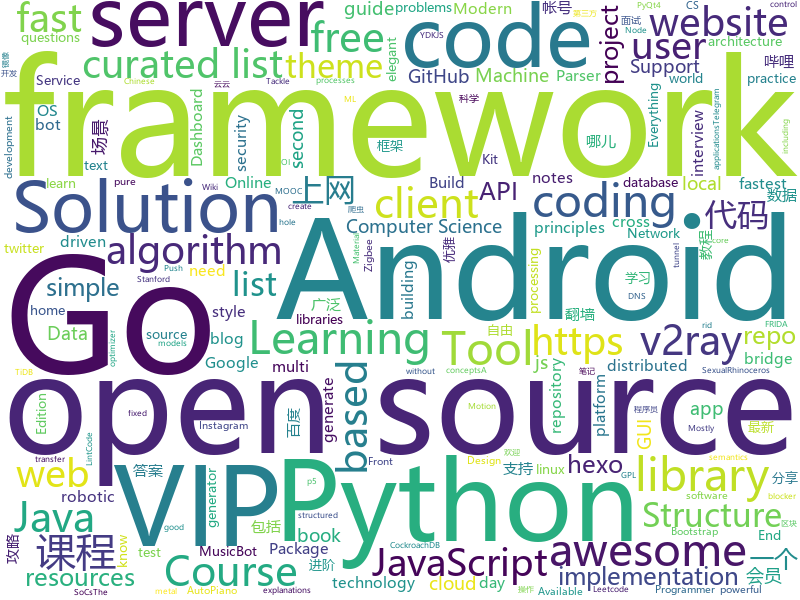 fast
server
code
guide
problems
Modern
帐号
website
questions
curated list
free
elegant
theme
GitHub
Machine
Parser
project
user
CS
PyQt4
第三方
YDKJS
面试
Node
architecture
control
镜像
开发
Service
Chinese
云云
Tackle
processes
ML
科学
Support
world
practice
哔哩
framework
development
OS
bot
text
场景
Dashboard
security
second
OI
框架
哪儿
Everything
interview
applicationsTelegram
including
learn
Wiki
MOOC
Online
爬虫
Kit
notes
database
local
fastest
数据
pure
create
Build
API
cross
Network
Solution
上网
client
coding
代码
driven
hole
Material
Zigbee
优雅
Computer Science
principles
tunnel
score
教程
twitter
Push
Stanford
algorithm
need
building
processing
学习
DNS
simple
list
广泛
翻墙
home
source
models
style
libraries
自由
Go
Android
Data
optimizer
blog
Google
multi
Learning
Tool
https
v2ray
repo
rid
FRIDA
TiDB
without
笔记
js
distributed
bridge
SexualRhinoceros
open source
Edition
fixed
Instagram
百度
generate
based
repository
platform
GUI
app
程序员
Mostly
最新
LintCode
Front
Motion
欢迎
Design
semantics
blocker
web
VIP
Python
答案
generator
支持
linux
hexo
library
分享
transfer
p5
GPL
robotic
包括
software
Java
test
know
book
Structure
End
攻略
课程
MusicBot
Package
进阶
JavaScript
awesome
一个
Bootstrap
区块
good
structured
CockroachDB
resources
Course
technology
cloud
day
implementation
会员
SoCsThe
metal
AutoPiano
explanations
Available
操作
Leetcode
Programmer
powerful